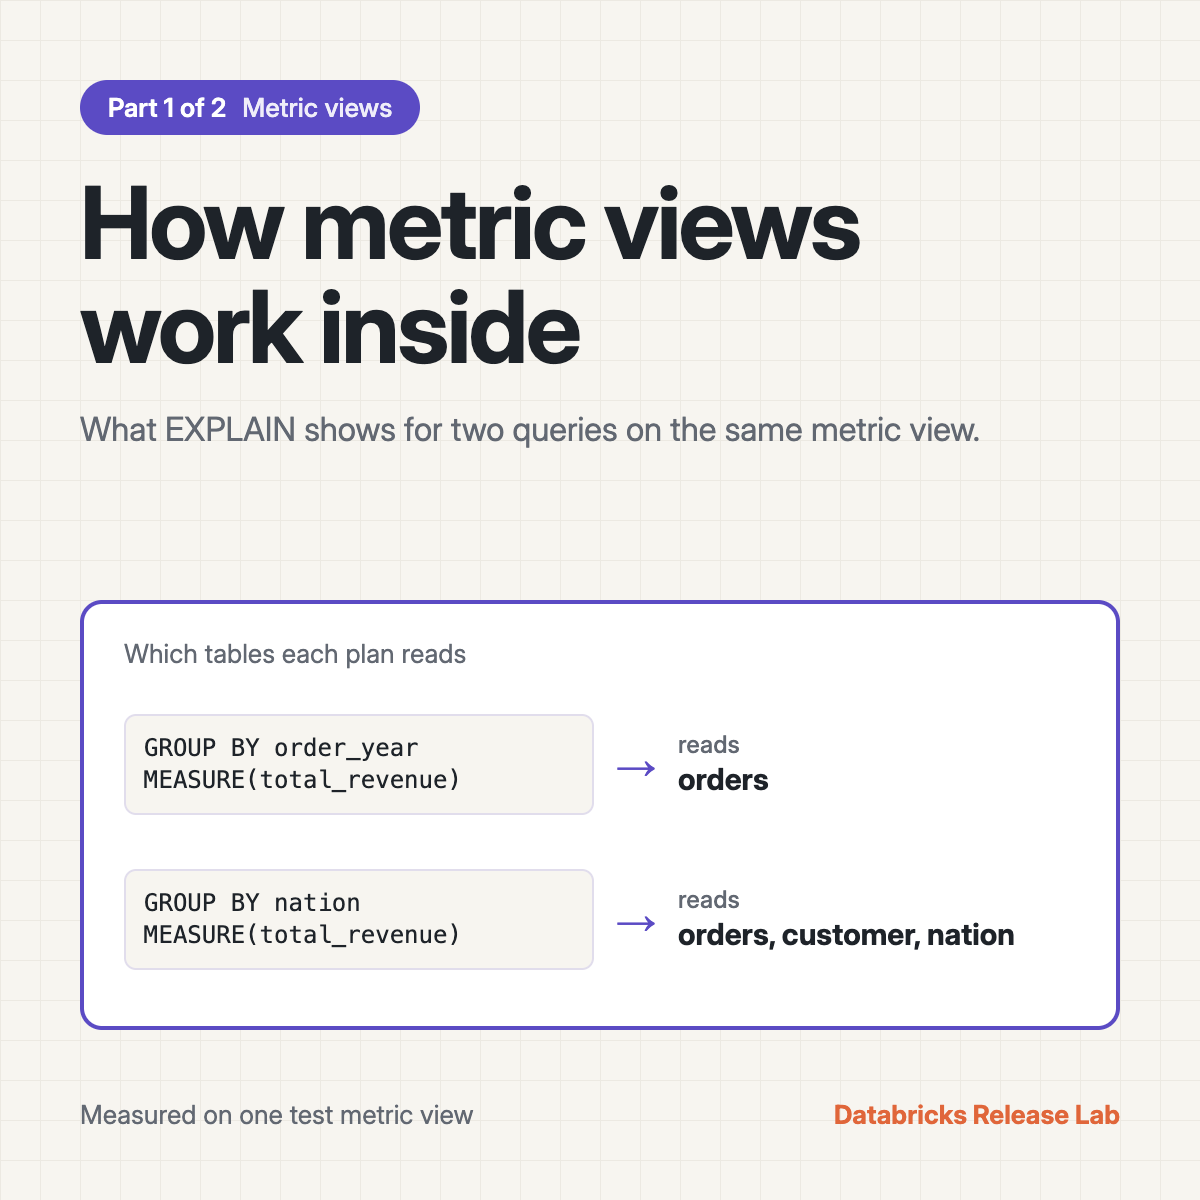 Part 1 of 2 Metric views
How metric views
work inside
What EXPLAIN shows for two queries on the same metric view.
Which tables each plan reads
GROUP BY order_year
MEASURE(total_revenue)
→
reads
orders
GROUP BY nation
MEASURE(total_revenue)
→
reads
orders, customer, nation
Measured on one test metric view
Databricks Release Lab